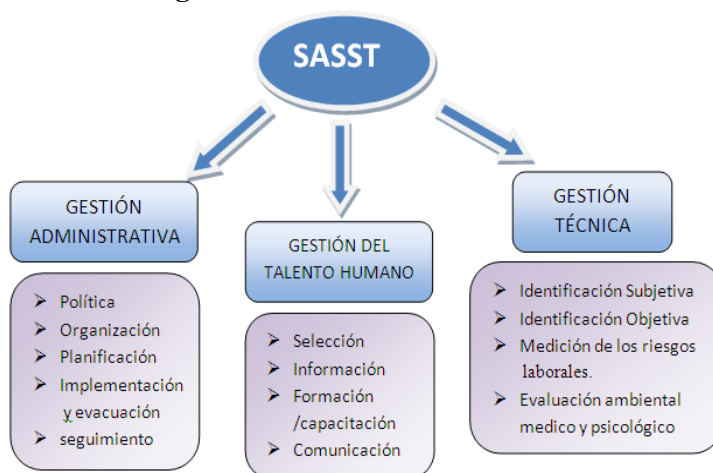 SASST
GESTIÓN
ADMINISTRATIVA
Política
Organización
Planificación
Implementación
y evacuación
seguimiento
GESTIÓN DEL
TALENTO HUMANO
Selección
Información
Formación
/capacitación
Comunicación
GESTIÓN
TÉCNICA
Identificación Subjetiva
Identificación Objetiva
Medición de los riesgos
laborales.
Evaluación ambiental
medico y psicológico